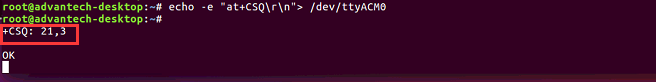 root@advantech-desktop:~# echo -e "at+CSQ\r\n"> /dev/ttyACM0
root@advantech-desktop:~#
+CSQ: 21,3
OK